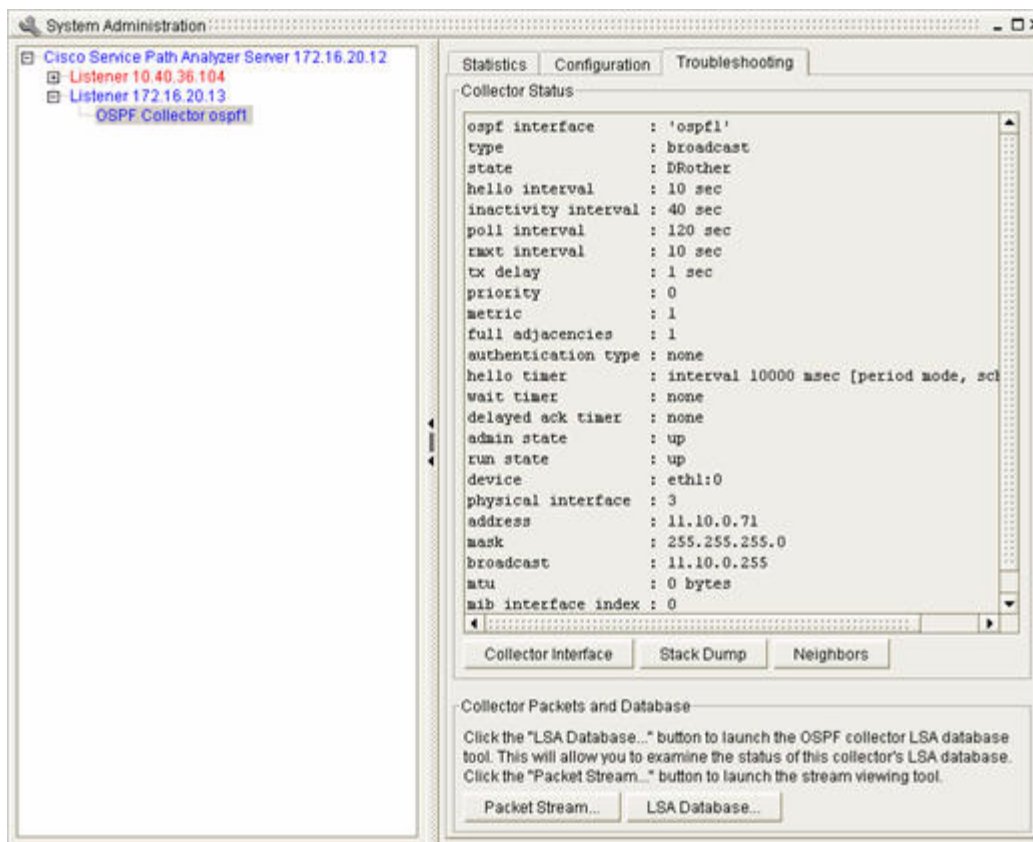 System Administration
Cisco Service Path Analyzer Server 172.16.20.12
Listener 10.40.36.104
Listener 172.16.20.13
OSPF Collector ospf1
Statistics Configuration Troubleshooting
Collector Status
ospf interface : 'ospf1'
type : broadcast
state : DRother
hello interval : 10 sec
inactivity interval : 40 sec
poll interval : 120 sec
rmxt interval : 10 sec
tx delay : 1 sec
priority : 0
metric : 1
full adjacencies : 1
authentication type : none
hello timer : interval 10000 msec [period mode, scl
wait timer : none
delayed ack timer : none
admin state : up
run state : up
device : eth1:0
physical interface : 3
address : 11.10.0.71
mask : 255.255.255.0
broadcast : 11.10.0.255
mtu : 0 bytes
mib interface index : 0
Collector Interface Stack Dump Neighbors
Collector Packets and Database
Click the "LSA Database..." button to launch the OSPF collector LSA database
tool. This will allow you to examine the status of this collector's LSA database.
Click the "Packet Stream..." button to launch the stream viewing tool.
Packet Stream... LSA Database...